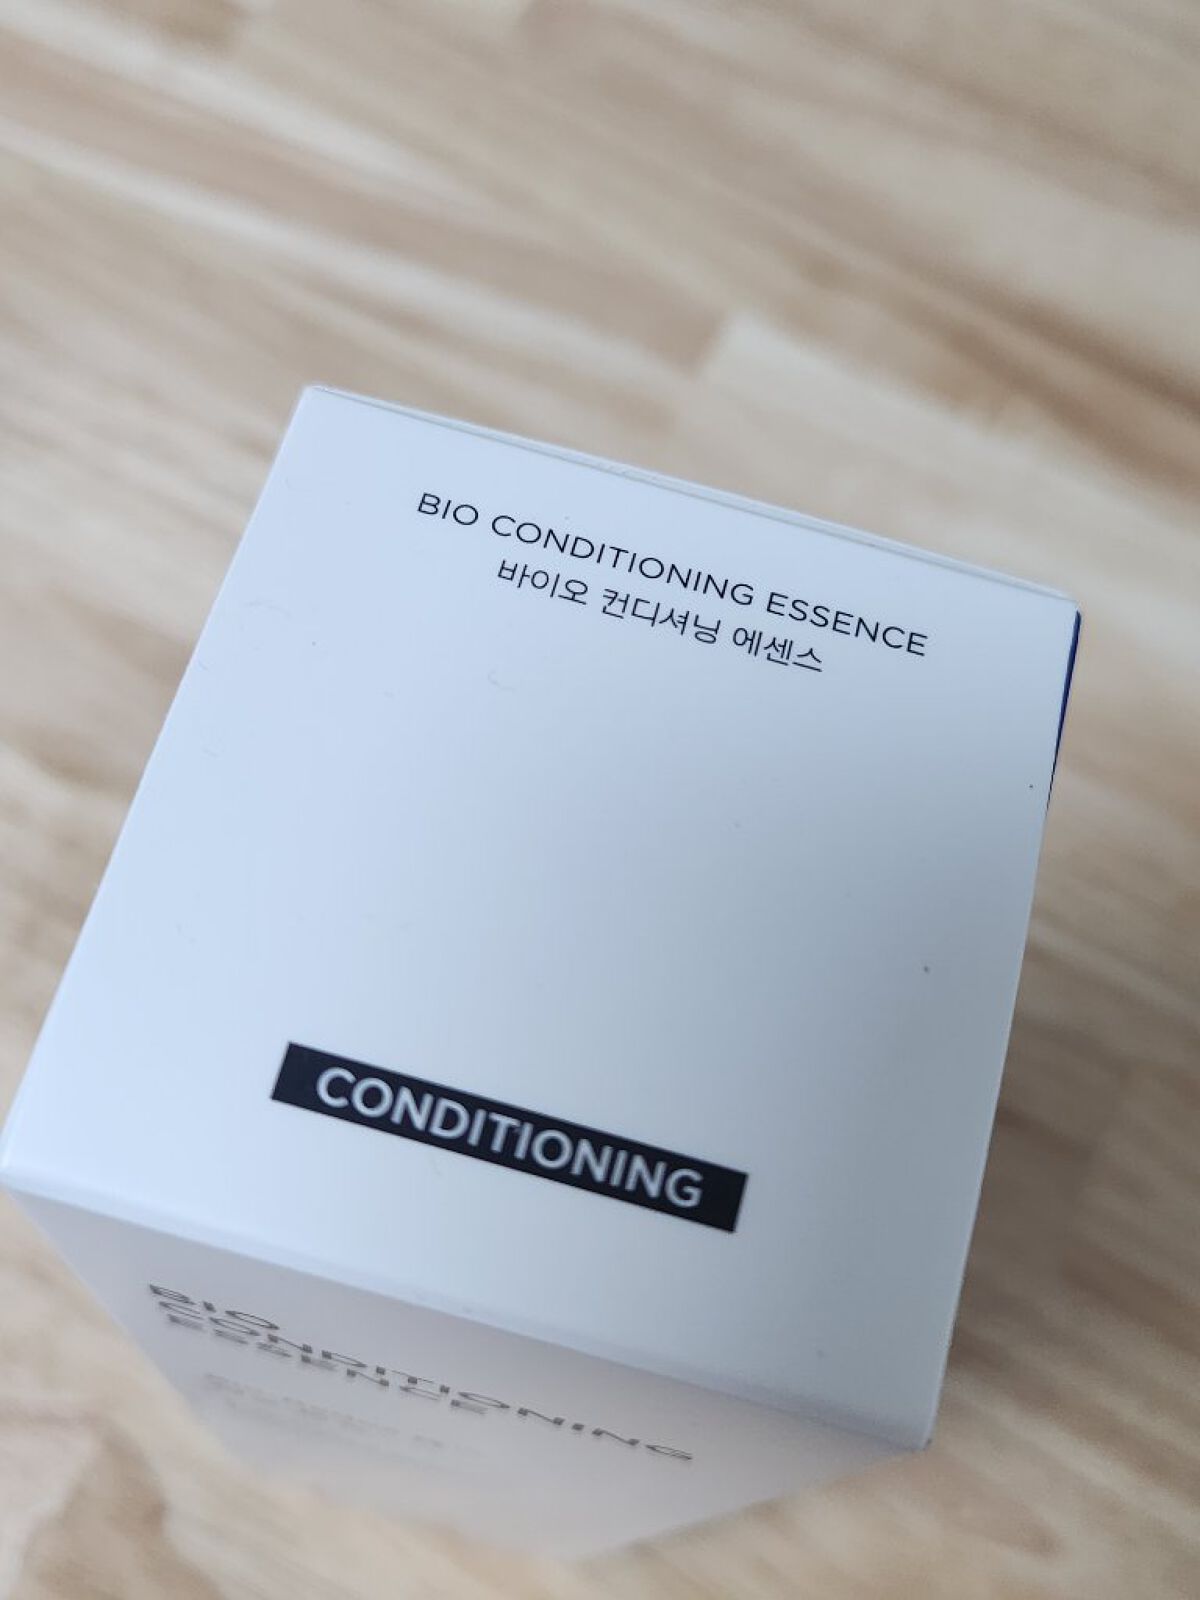 BIO CONDITIONING ESSENCE
바이오 컨디셔닝 에센스
CONDITIONING
BIO
CONDITIONING
ESSENCE